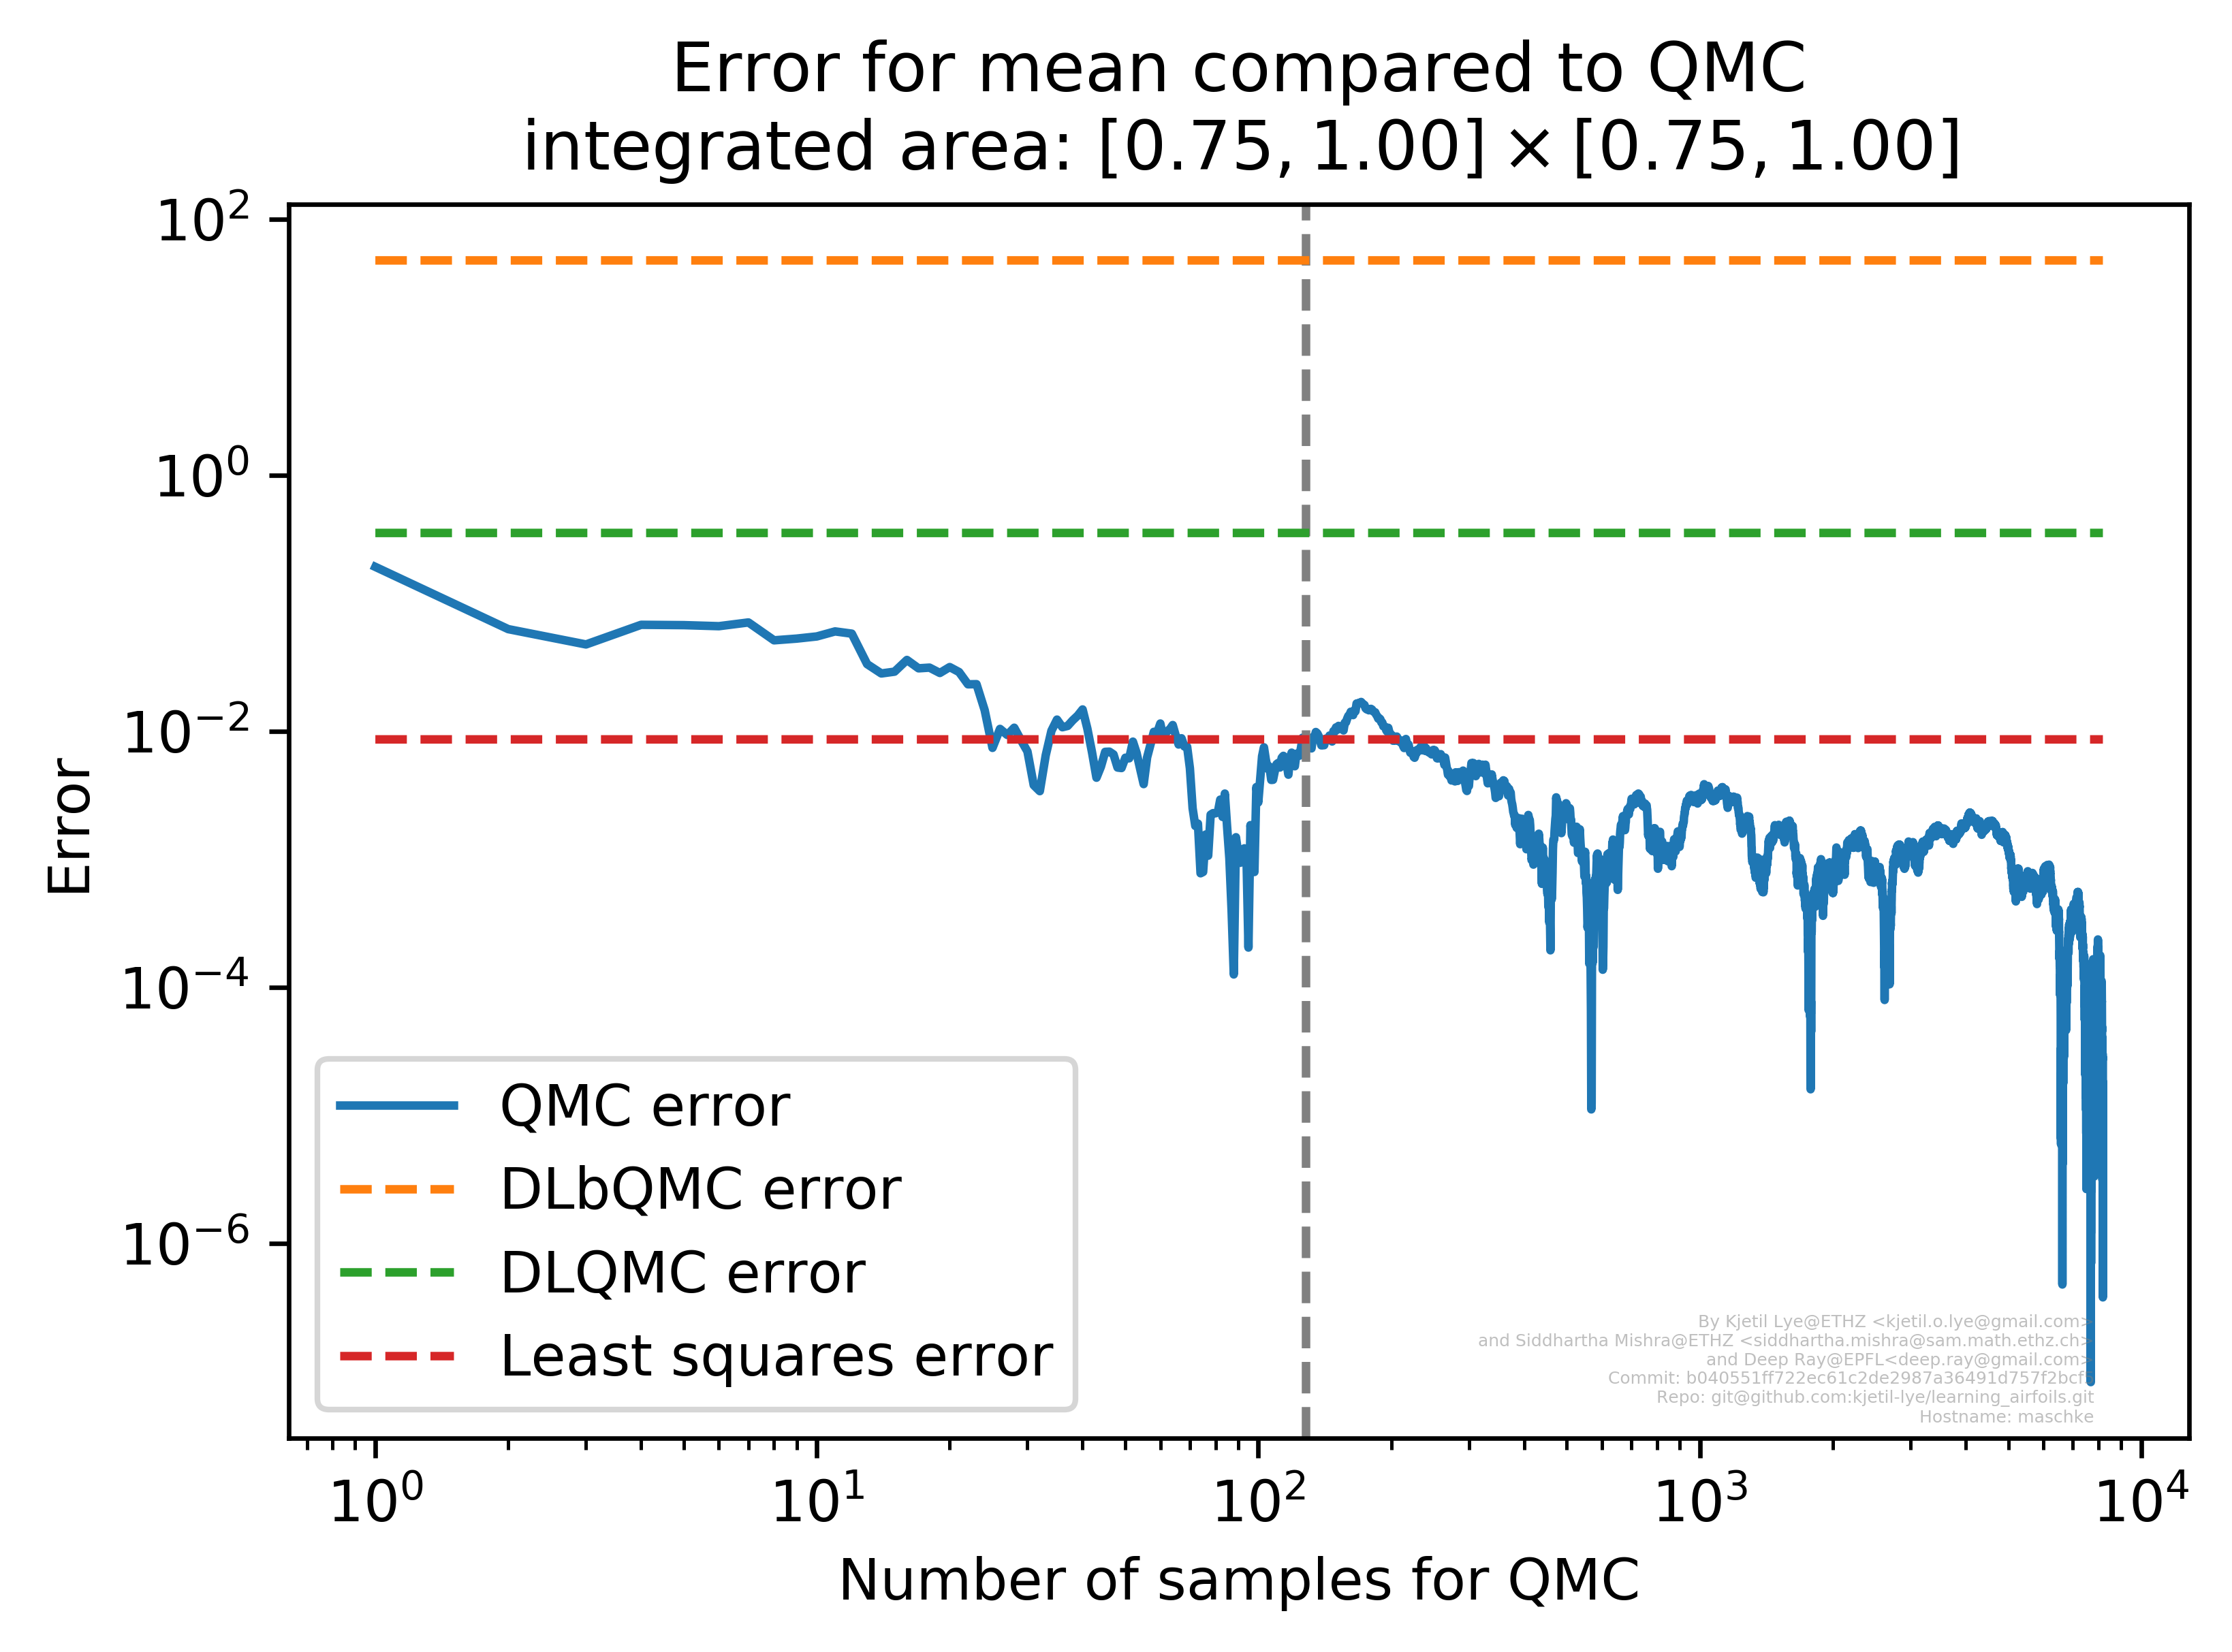 Error for mean compared to QMC
integrated area: [0.75, 1.00] × [0.75, 1.00]
10²
10⁰
10⁻²
10⁻⁴
10⁻⁶
Error
QMC error
DLbQMC error
DLQMC error
Least squares error
By Kjetil Lye@ETHZ <kjetil.o.lye@gmail.com>
and Siddhartha Mishra@ETHZ <siddhartha.mishra@sam.math.ethz.ch>
and Deep Ray@EPFL<deep.ray@gmail.com>
Commit:
Repo: git@github.com:kjetil-lye/learning_airfoils.git
Hostname: maschke
10⁰ 10¹ 10² 10³ 10⁴
Number of samples for QMC